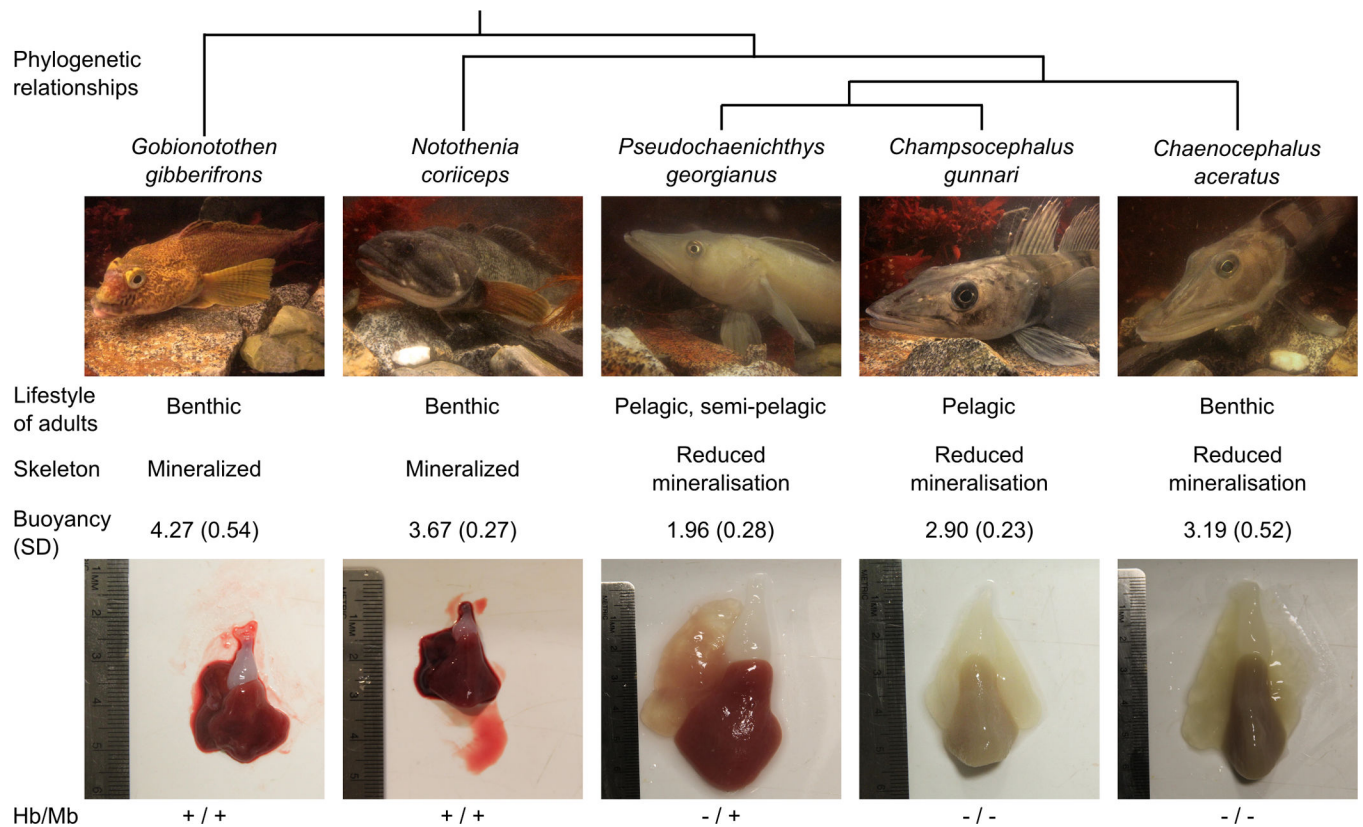 Phylogenetic
relationships
Gobionotothen
gibberifrons
Notothenia
coriiceps
Pseudochaenichthys
georgianus
Champsocephalus
gunnari
Chaenocephalus
aceratus
Lifestyle
of adults
Benthic
Benthic
Pelagic, semi-pelagic
Pelagic
Benthic
Skeleton
Mineralized
Mineralized
Reduced
mineralisation
Reduced
mineralisation
Reduced
mineralisation
Buoyancy
(SD)
4.27 (0.54)
3.67 (0.27)
1.96 (0.28)
2.90 (0.23)
3.19 (0.52)
Hb/Mb
+ / +
+ / +
- / +
- / -
- / -